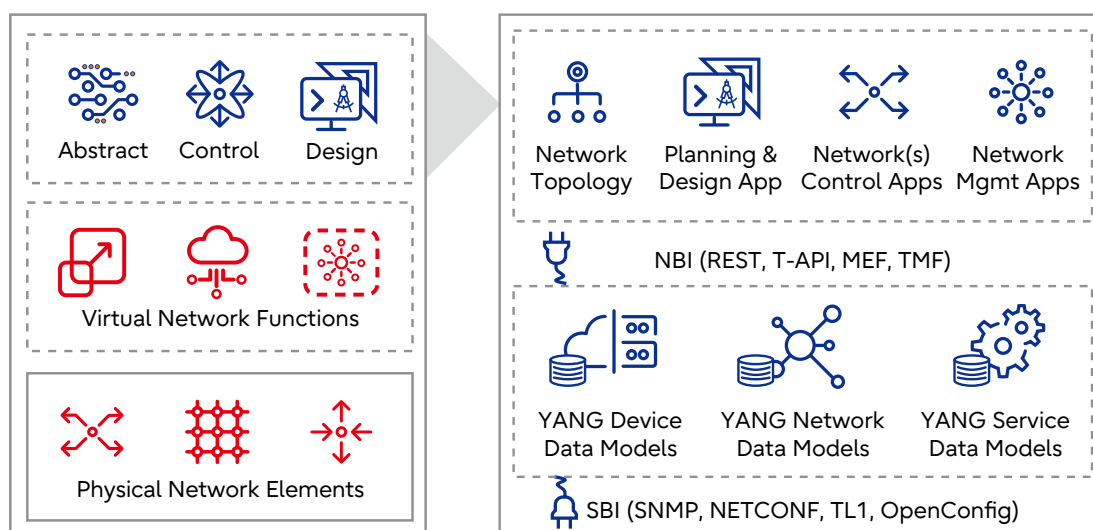 Abstract
Control
Design
Virtual Network Functions
Physical Network Elements
Network
Topology
Planning &
Design App
Network(s)
Control Apps
Network
Mgmt Apps
NBI (REST, T-API, MEF, TMF)
YANG Device
Data Models
YANG Network
Data Models
YANG Service
Data Models
SBI (SNMP, NETCONF, TL1, OpenConfig)